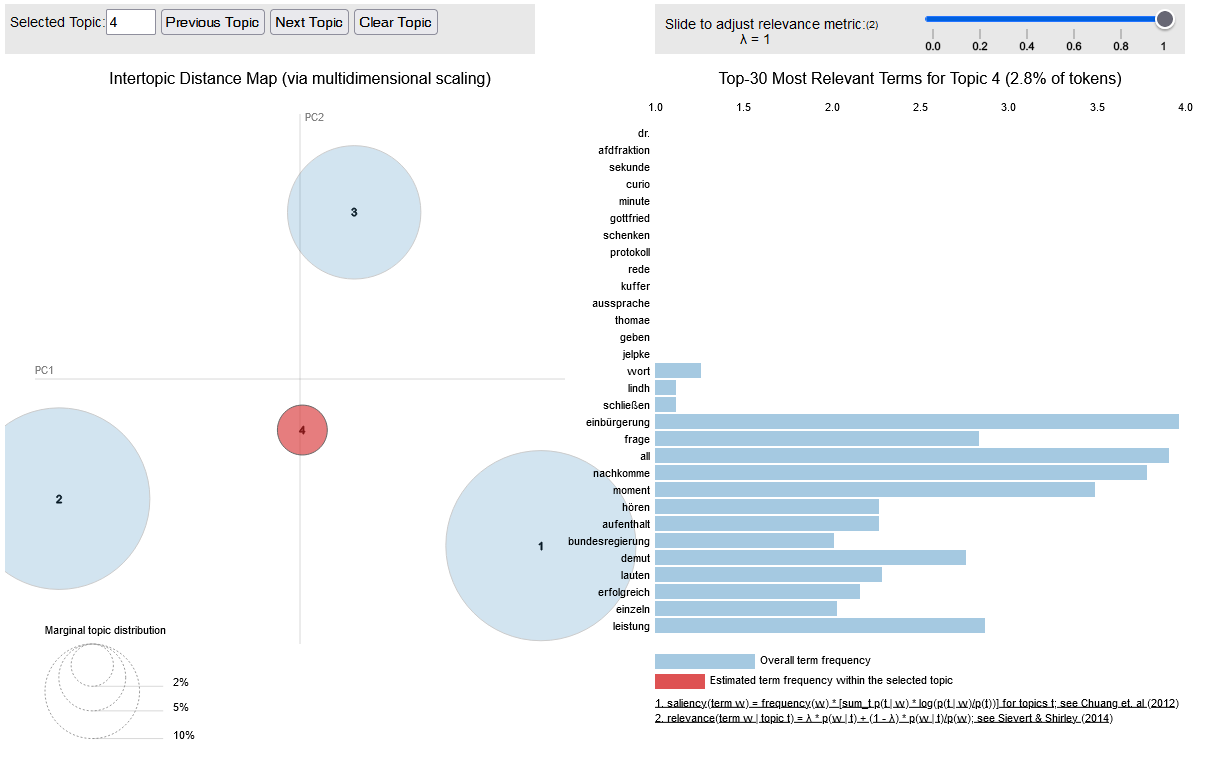 Selected Topic: 4 Previous Topic Next Topic Clear Topic
Slide to adjust relevance metric:(2)
λ = 1
0.0 0.2 0.4 0.6 0.8 1
Intertopic Distance Map (via multidimensional scaling)
PC2
PC1
3
4
2
1
Marginal topic distribution
2%
5%
10%
Top-30 Most Relevant Terms for Topic 4 (2.8% of tokens)
1.0 1.5 2.0 2.5 3.0 3.5 4.0
dr.
afdfraktion
sekunde
curio
minute
gottfried
schenken
protokoll
rede
kuffer
aussprache
thomae
geben
jelpke
wort
lindh
schließen
einbürgerung
frage
all
nachkomme
moment
hören
aufenthalt
bundesregierung
demut
lauten
erfolgreich
einzeln
leistung
Overall term frequency
Estimated term frequency within the selected topic
1. saliency(term w) = frequency(w) * [sum_t p(t | w) * log(p(t | w)/p(t))] for topics t; see Chuang et. al (2012)
2. relevance(term w | topic t) = λ * p(w | t) + (1 - λ) * p(w | t)/p(w); see Sievert & Shirley (2014)